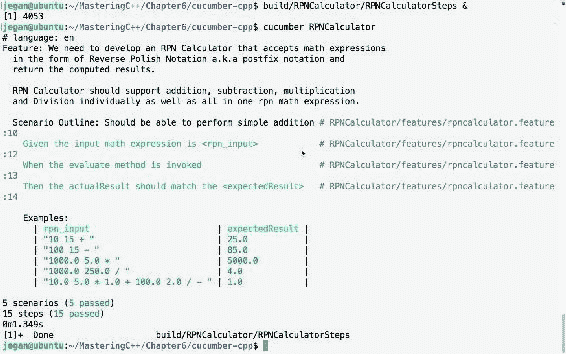 jegan@ubuntu:~/MasteringC++/Chapter6/cucumber-cpp$ build/RPNCalculator/RPNCalculatorSteps &
[1] 4053
jegan@ubuntu:~/MasteringC++/Chapter6/cucumber-cpp$ cucumber RPNCalculator
# language: en
Feature: We need to develop an RPN Calculator that accepts math expressions
in the form of Reverse Polish Notation a.k.a postfix notation and
return the computed results.
RPN Calculator should support addition, subtraction, multiplication
and Division individually as well as all in one rpn math expression.
Scenario Outline: Should be able to perform simple addition # RPNCalculator/features/rpncalculator.feature
:10
Given the input math expression is <rpn_input> # RPNCalculator/features/rpncalculator.feature
:12
When the evaluate method is invoked # RPNCalculator/features/rpncalculator.feature
:13
Then the actualResult should match the <expectedResult> # RPNCalculator/features/rpncalculator.feature
:14
Examples:
| rpn_input | expectedResult |
| "10 15 + " | 25.0 |
| "100 15 - " | 85.0 |
| "1000.0 5.0 * " | 5000.0 |
| "1000.0 250.0 / " | 4.0 |
| "10.0 5.0 * 1.0 + 100.0 2.0 / - " | 1.0 |
5 scenarios (5 passed)
15 steps (15 passed)
0m1.349s
[1]+ Done build/RPNCalculator/RPNCalculatorSteps
jegan@ubuntu:~/MasteringC++/Chapter6/cucumber-cpp$